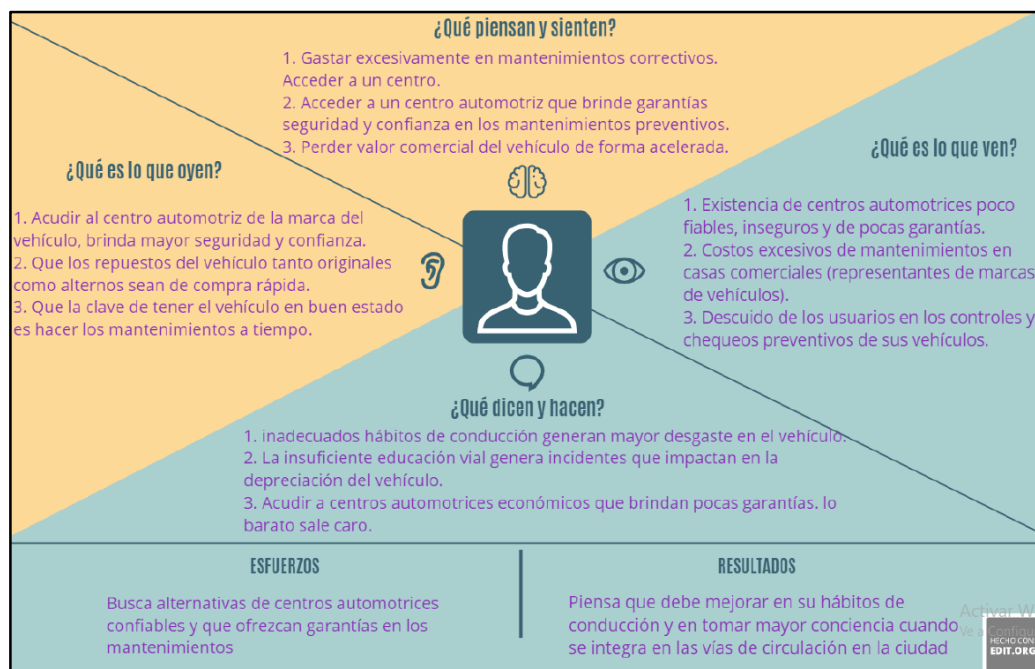 ¿Qué piensan y sienten?
1. Gastar excesivamente en mantenimientos correctivos.
Acceder a un centro.
2. Acceder a un centro automotriz que brinde garantías
seguridad y confianza en los mantenimientos preventivos.
3. Perder valor comercial del vehículo de forma acelerada.
¿Qué es lo que oyen?
1. Acudir al centro automotriz de la marca del
vehículo, brinda mayor seguridad y confianza.
2. Que los repuestos del vehículo tanto originales
como alternos sean de compra rápida.
3. Que la clave de tener el vehículo en buen estado
es hacer los mantenimientos a tiempo.
¿Qué es lo que ven?
1. Existencia de centros automotrices poco
fiables, inseguros y de pocas garantías.
2. Costos excesivos de mantenimientos en
casas comerciales (representantes de marcas
de vehículos).
3. Descuido de los usuarios en los controles y
chequeos preventivos de sus vehículos.
¿Qué dicen y hacen?
1. inadecuados hábitos de conducción generan mayor desgaste en el vehículo.
2. La insuficiente educación vial genera incidentes que impactan en la
depreciación del vehículo.
3. Acudir a centros automotrices económicos que brindan pocas garantías. lo
barato sale caro.
ESFUERZOS
Busca alternativas de centros automotrices
confiables y que ofrezcan garantías en los
mantenimientos
RESULTADOS
Piensa que debe mejorar en su hábitos de
conducción y en tomar mayor conciencia cuando
se integra en las vías de circulación en la ciudad
Activar W
Ve a Configu
HECHO CON
EDIT.ORG